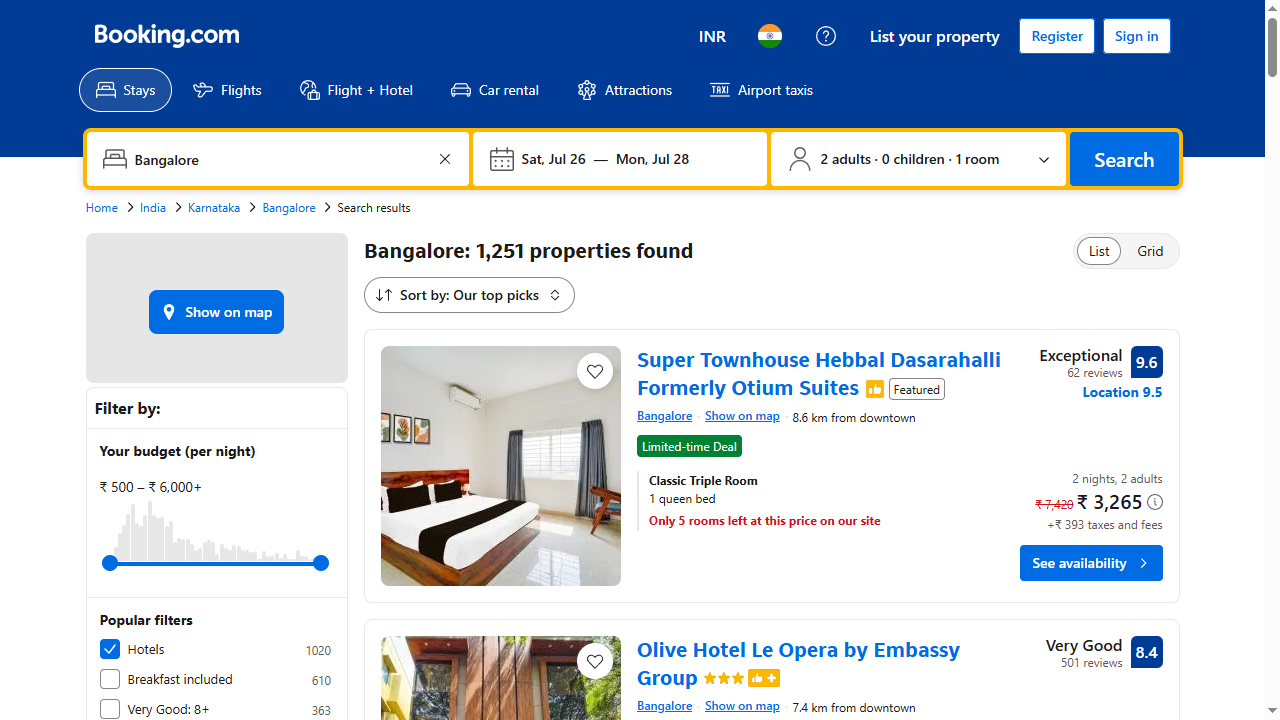 Booking.com
INR
List your property
Register
Sign in
Stays
Flights
Flight + Hotel
Car rental
Attractions
TAXI
Airport taxis
Bangalore
Sat, Jul 26 — Mon, Jul 28
2 adults · 0 children · 1 room
Search
Home
India
Karnataka
Bangalore
Search results
Show on map
Bangalore: 1,251 properties found
List
Grid
Sort by: Our top picks
Filter by:
Your budget (per night)
₹ 500 – ₹ 6,000+
Popular filters
Hotels 1020
Breakfast included 610
Very Good: 8+ 363
Super Townhouse Hebbal Dasarahalli
Formerly Otium Suites
Featured
Exceptional
62 reviews
9.6
Location 9.5
Bangalore · Show on map · 8.6 km from downtown
Limited-time Deal
Classic Triple Room
1 queen bed
Only 5 rooms left at this price on our site
2 nights, 2 adults
₹ 7,420 ₹ 3,265
+₹ 393 taxes and fees
See availability
Olive Hotel Le Opera by Embassy
Group
Very Good
501 reviews
8.4
Bangalore · Show on map · 7.4 km from downtown